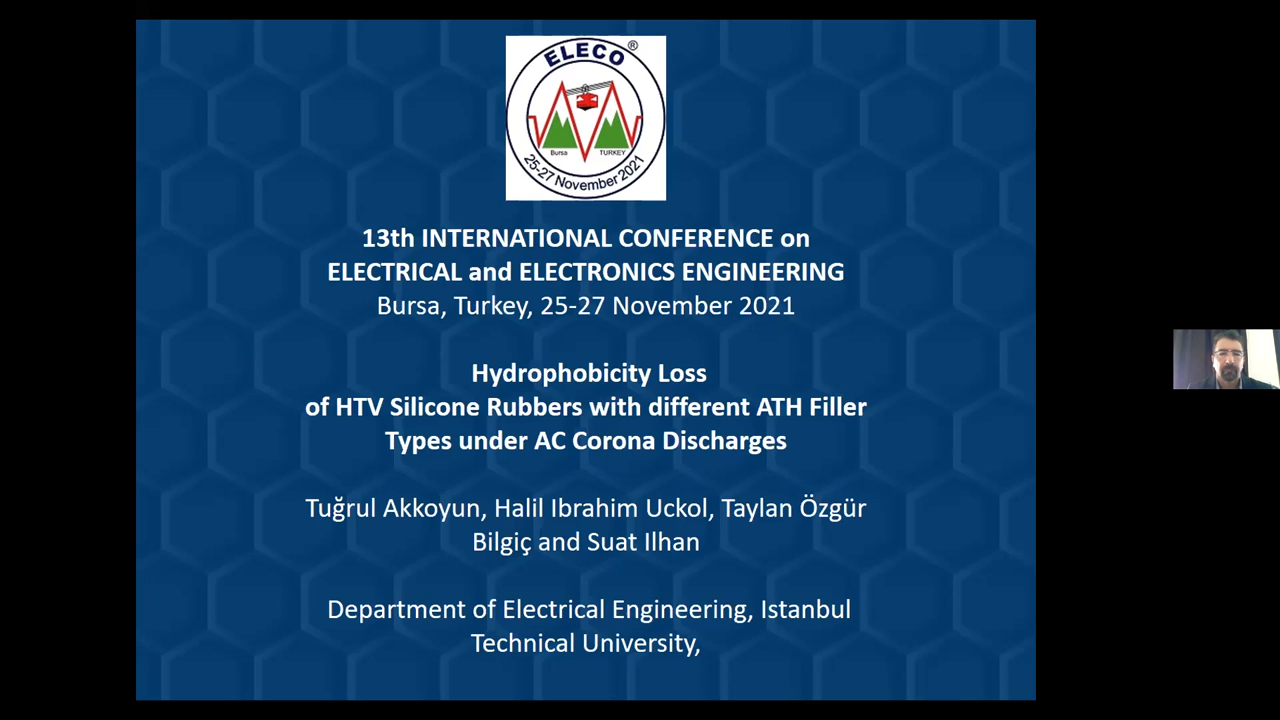 ELECO®
Bursa TURKEY
25-27 November 2021
13th INTERNATIONAL CONFERENCE on
ELECTRICAL and ELECTRONICS ENGINEERING
Bursa, Turkey, 25-27 November 2021
Hydrophobicity Loss
of HTV Silicone Rubbers with different ATH Filler
Types under AC Corona Discharges
Tuğrul Akkoyun, Halil Ibrahim Uckol, Taylan Özgür
Bilgiç and Suat Ilhan
Department of Electrical Engineering, Istanbul
Technical University,